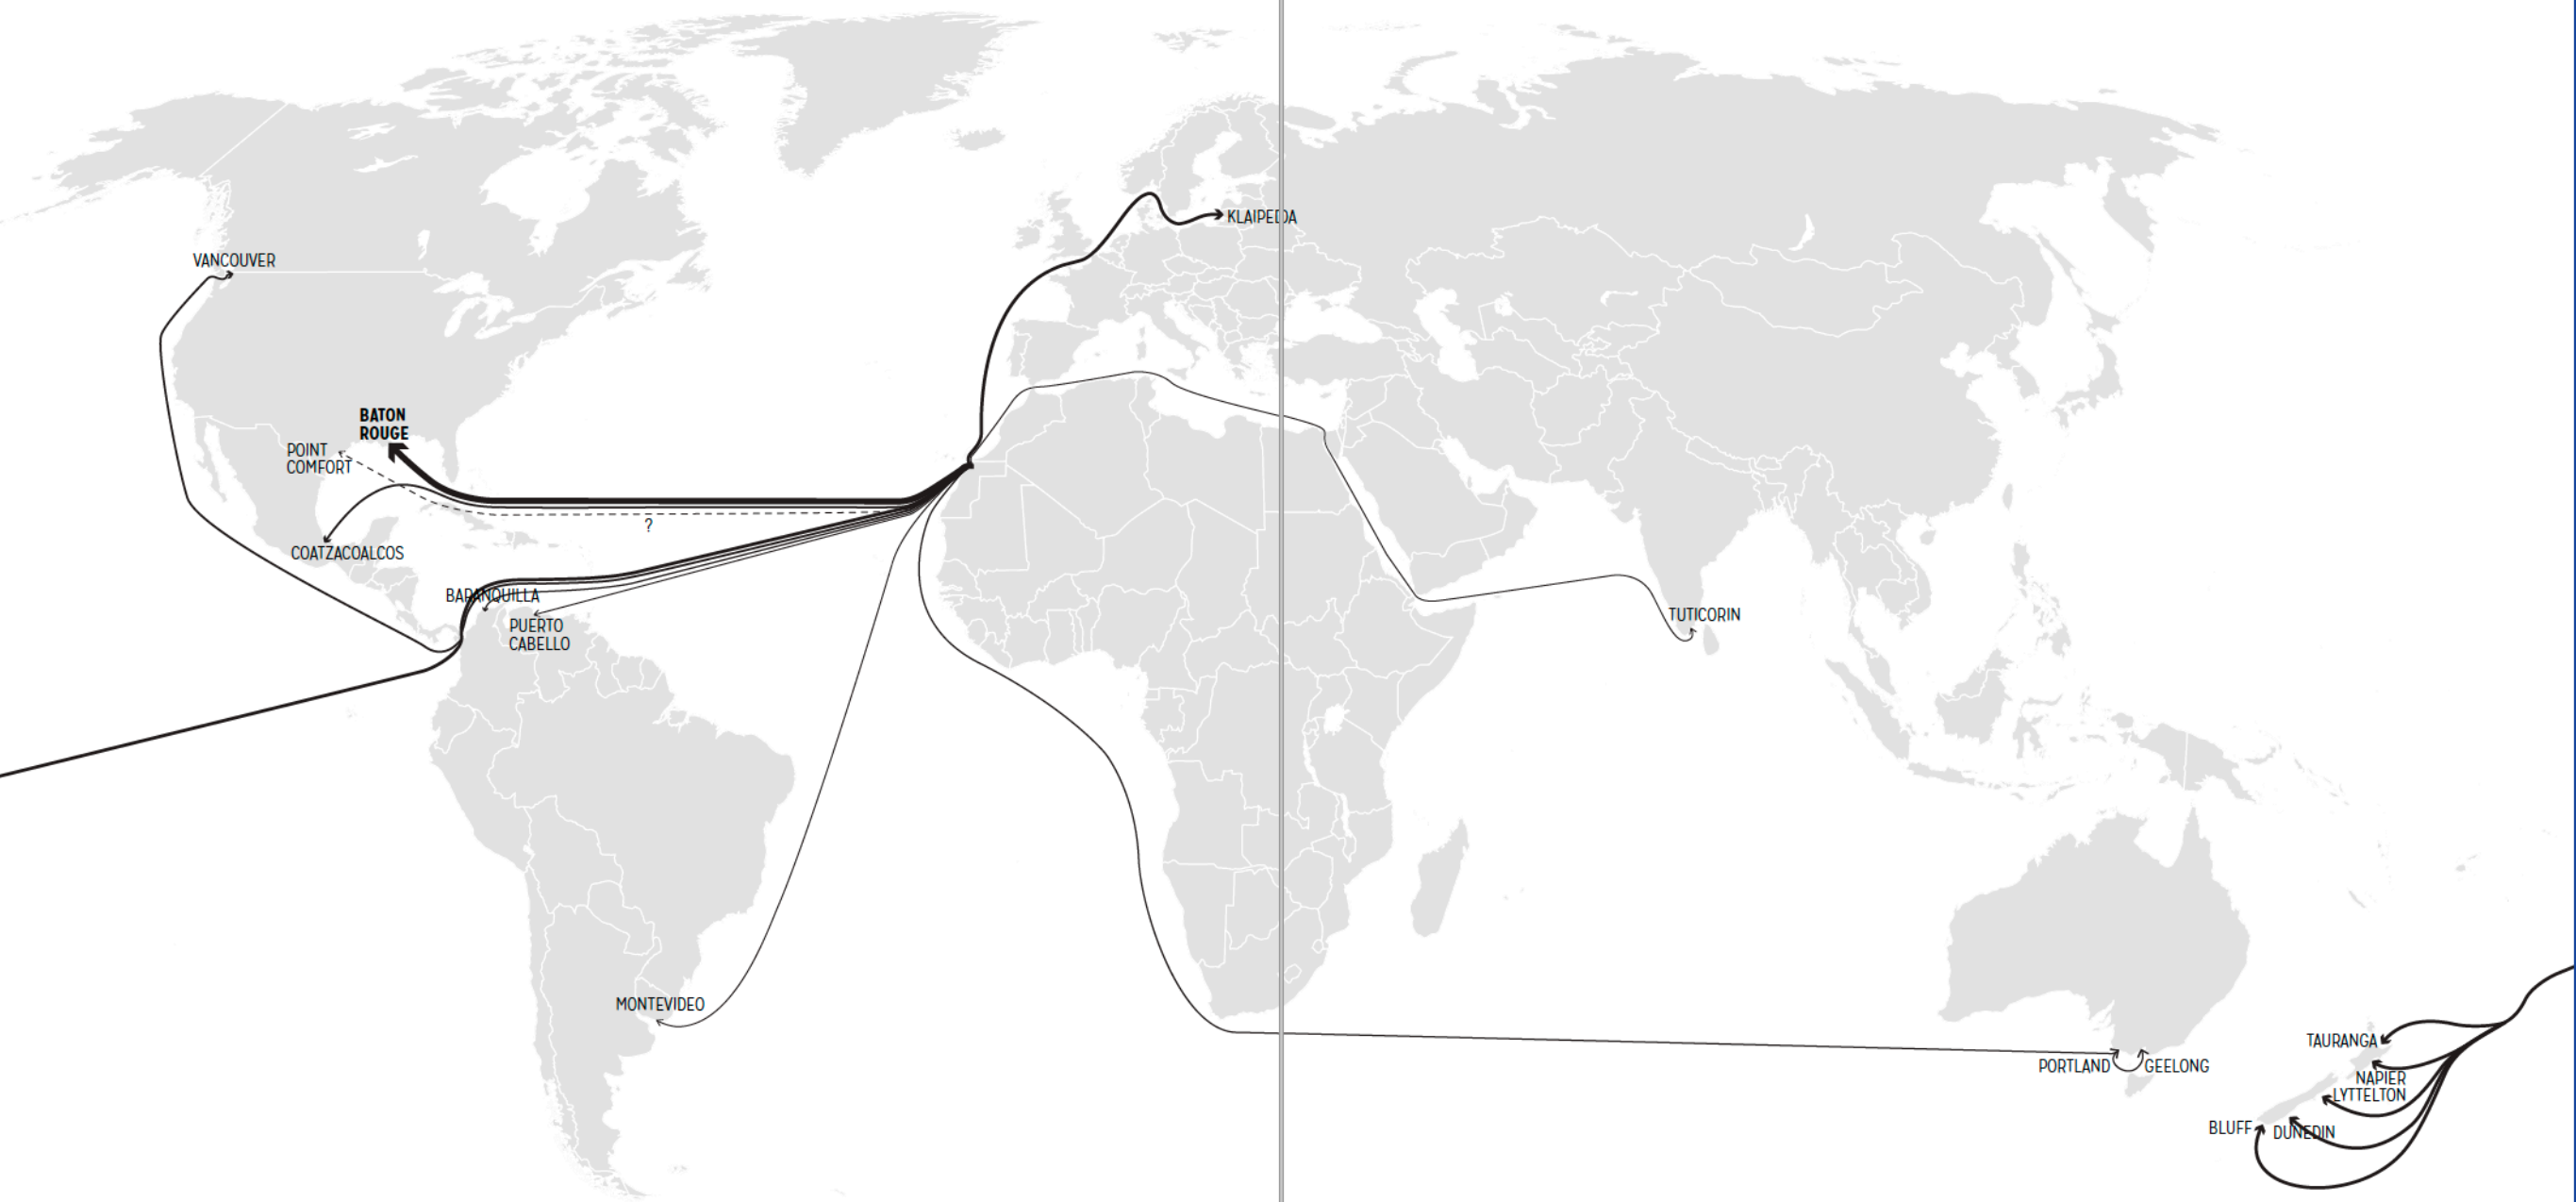 KLAIPEDA
VANCOUVER
BATON
ROUGE
POINT
COMFORT
?
COATZACOALCOS
BARANQUILLA
PUERTO
CABELLO
TUTICORIN
MONTEVIDEO
TAURANGA
PORTLAND
GEELONG
NAPIER
LYTTELTON
BLUFF
DUNEDIN